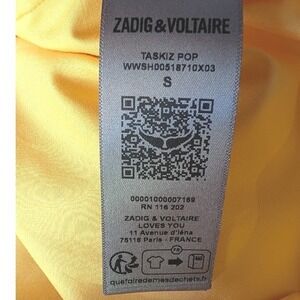 ZADIG & VOLTAIRE
TASKIZ POP
WWSH00518710X03
S
00001000007169
RN 116 202
ZADIG & VOLTAIRE
LOVES YOU
11 Avenue d'Iéna
75116 Paris - FRANCE
FR
quefairedemesdechets.fr